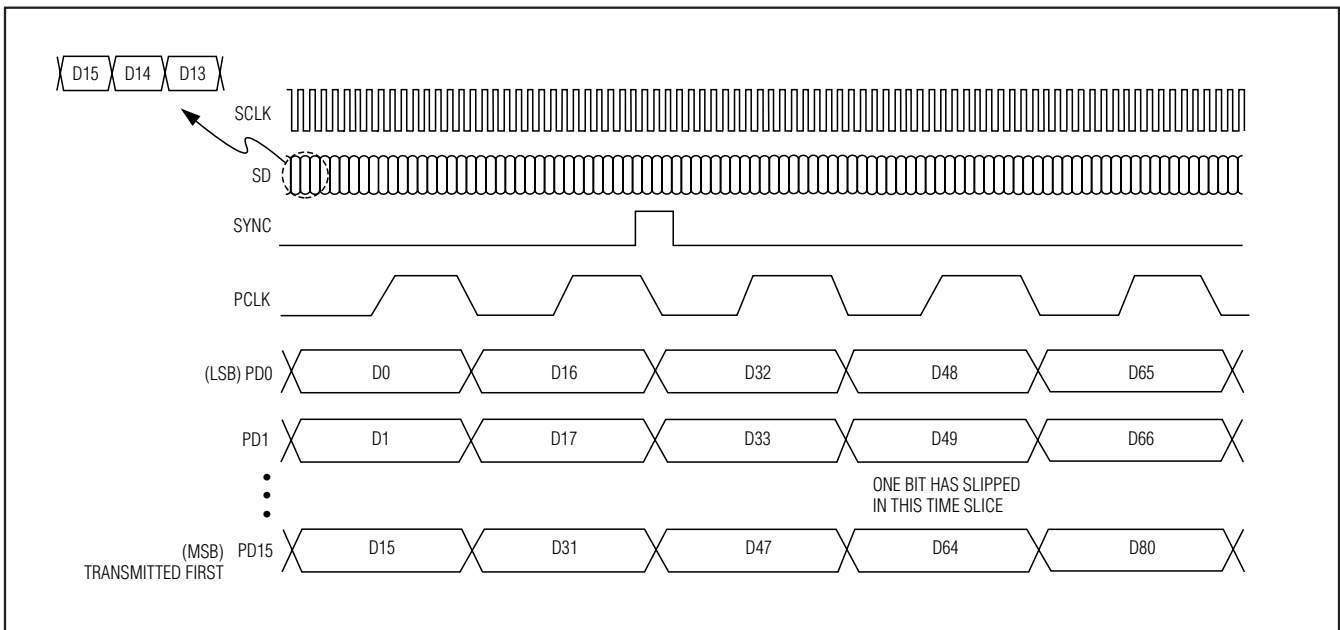 D15 D14 D13
SCLK
SD
SYNC
PCLK
(LSB) PD0 D0 D16 D32 D48 D65
PD1 D1 D17 D33 D49 D66
ONE BIT HAS SLIPPED
IN THIS TIME SLICE
(MSB) PD15 D15 D31 D47 D64 D80
TRANSMITTED FIRST